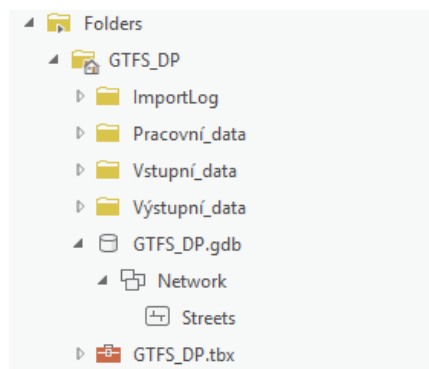 Folders
GTFS_DP
ImportLog
Pracovní_data
Vstupní_data
Výstupní_data
GTFS_DP.gdb
Network
Streets
GTFS_DP.tbx